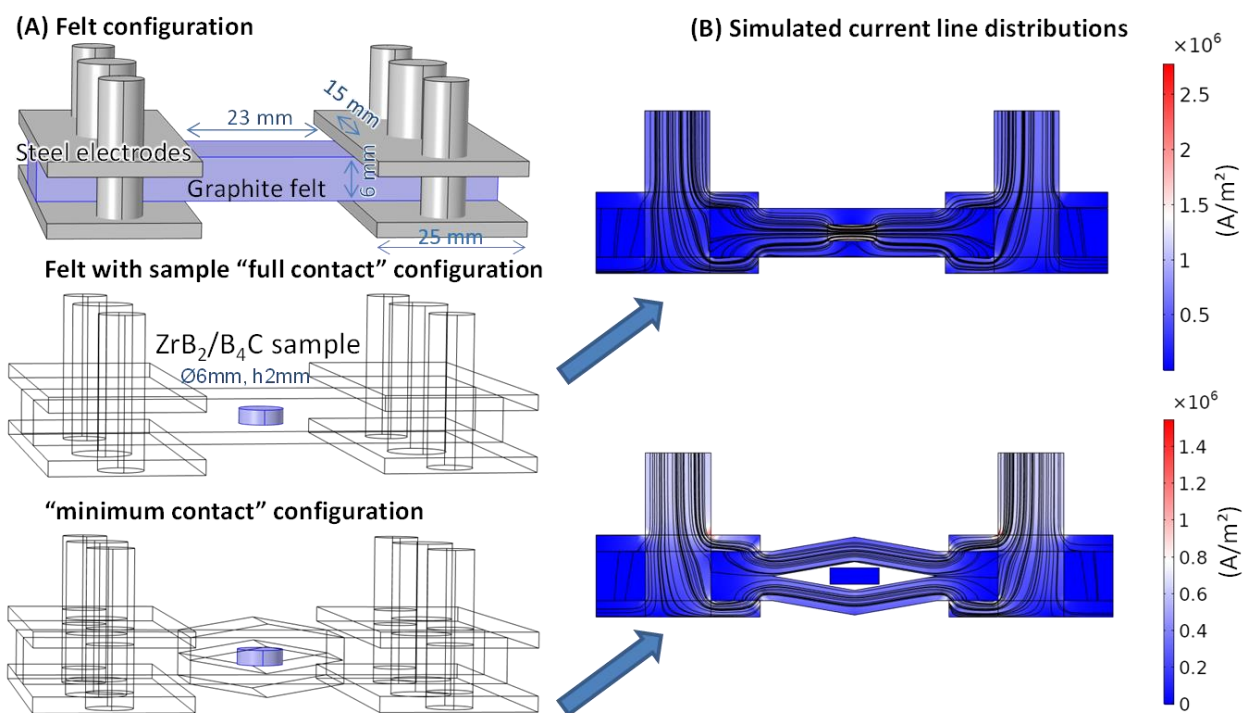 (A) Felt configuration
23 mm
15 mm
Steel electrodes
6 mm
Graphite felt
25 mm
Felt with sample “full contact” configuration
ZrB₂/B₄C sample
Ø6mm, h2mm
“minimum contact” configuration
(B) Simulated current line distributions
×10⁶
2.5
2
1.5
1
0.5
(A/m²)
×10⁶
1.4
1.2
1
0.8
0.6
0.4
0.2
0
(A/m²)